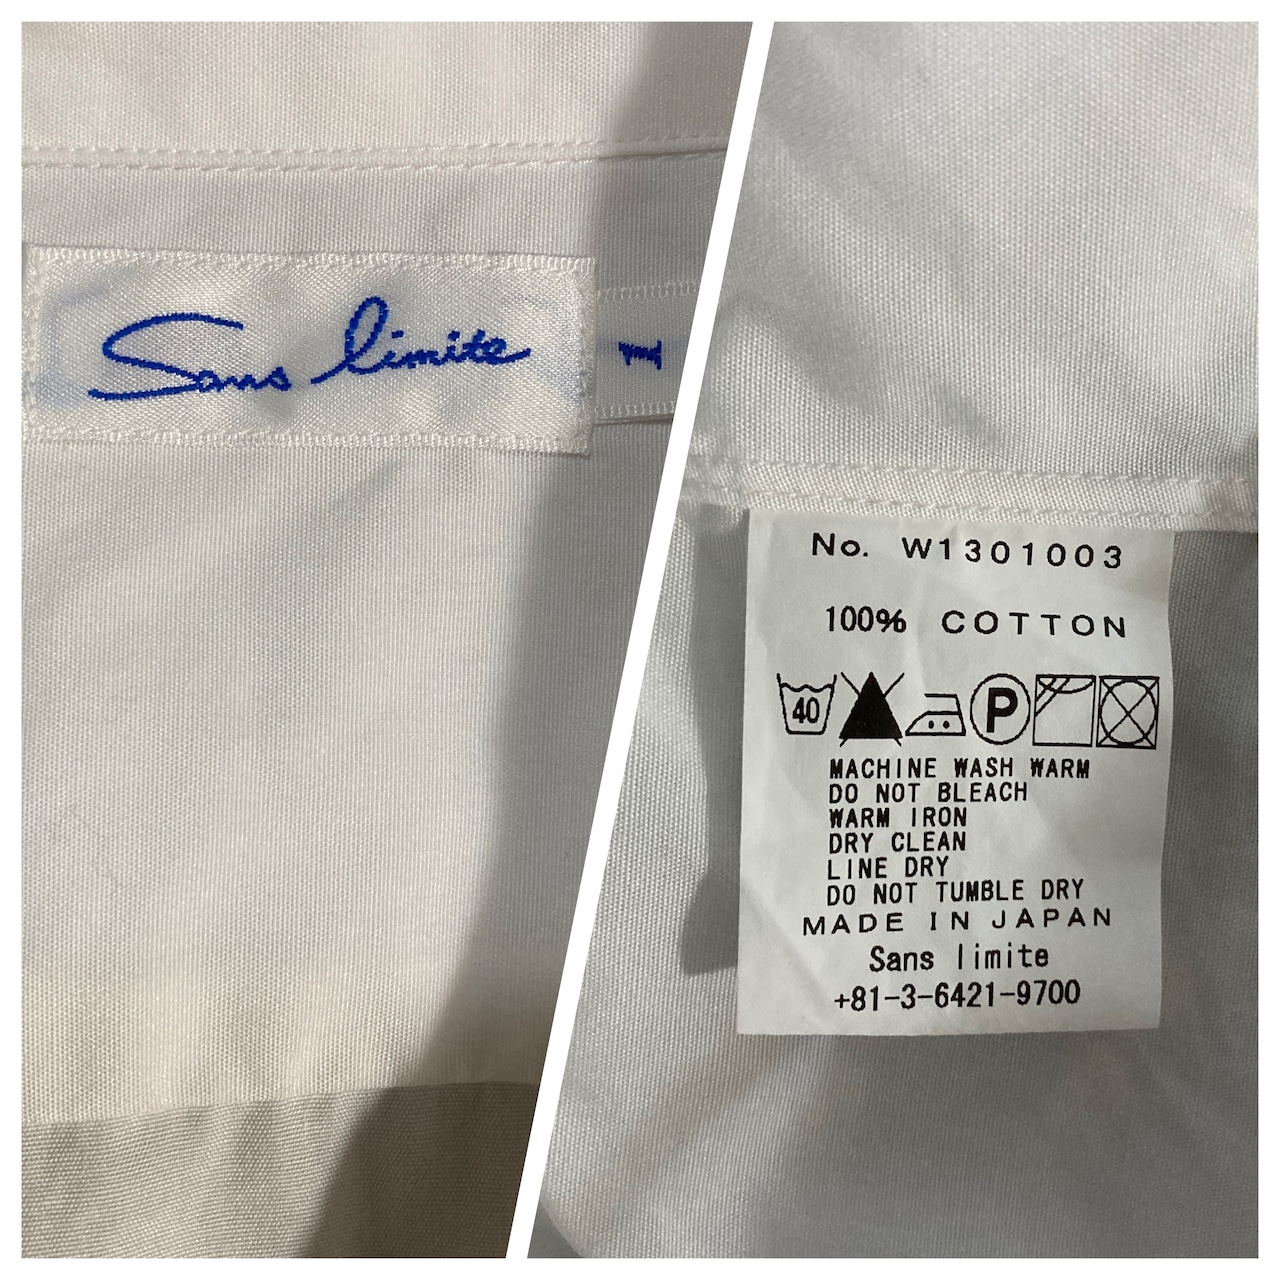 Sans limite
1
No. W1301003
100% COTTON
40
P
MACHINE WASH WARM
DO NOT BLEACH
WARM IRON
DRY CLEAN
LINE DRY
DO NOT TUMBLE DRY
MADE IN JAPAN
Sans limite
+81-3-6421-9700